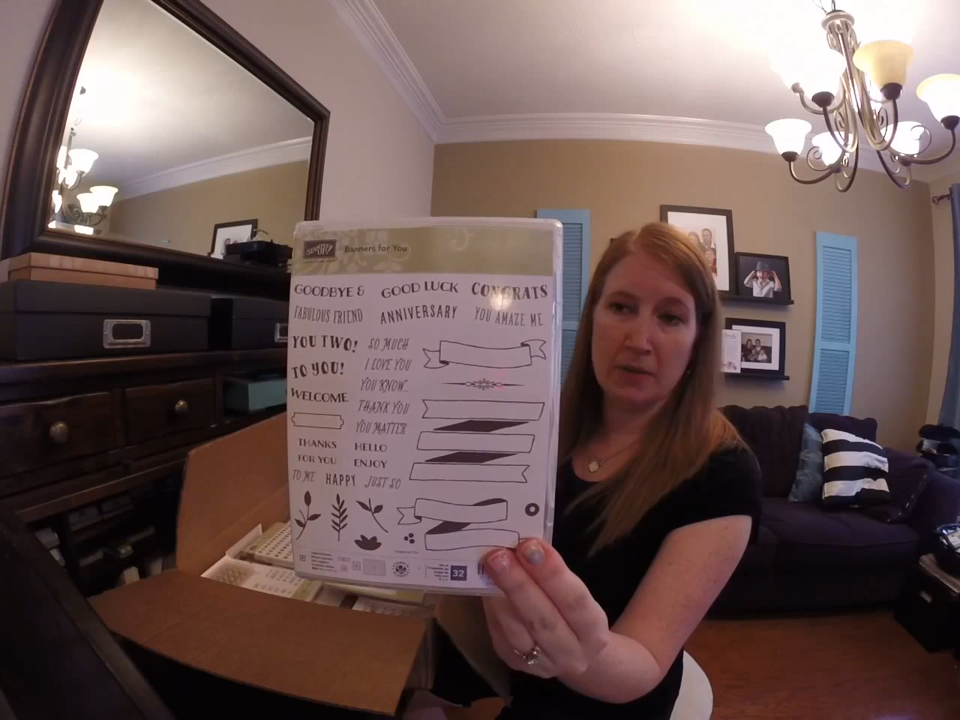 STAMPIN' UP!
Banners for You
GOODBYE & GOOD LUCK CONGRATS
FABULOUS FRIEND ANNIVERSARY YOU AMAZE ME
YOU TWO! SO MUCH
TO YOU! I LOVE YOU
YOU KNOW
WELCOME THANK YOU
YOU MATTER
THANKS HELLO
FOR YOU ENJOY
TO ME HAPPY JUST SO
32